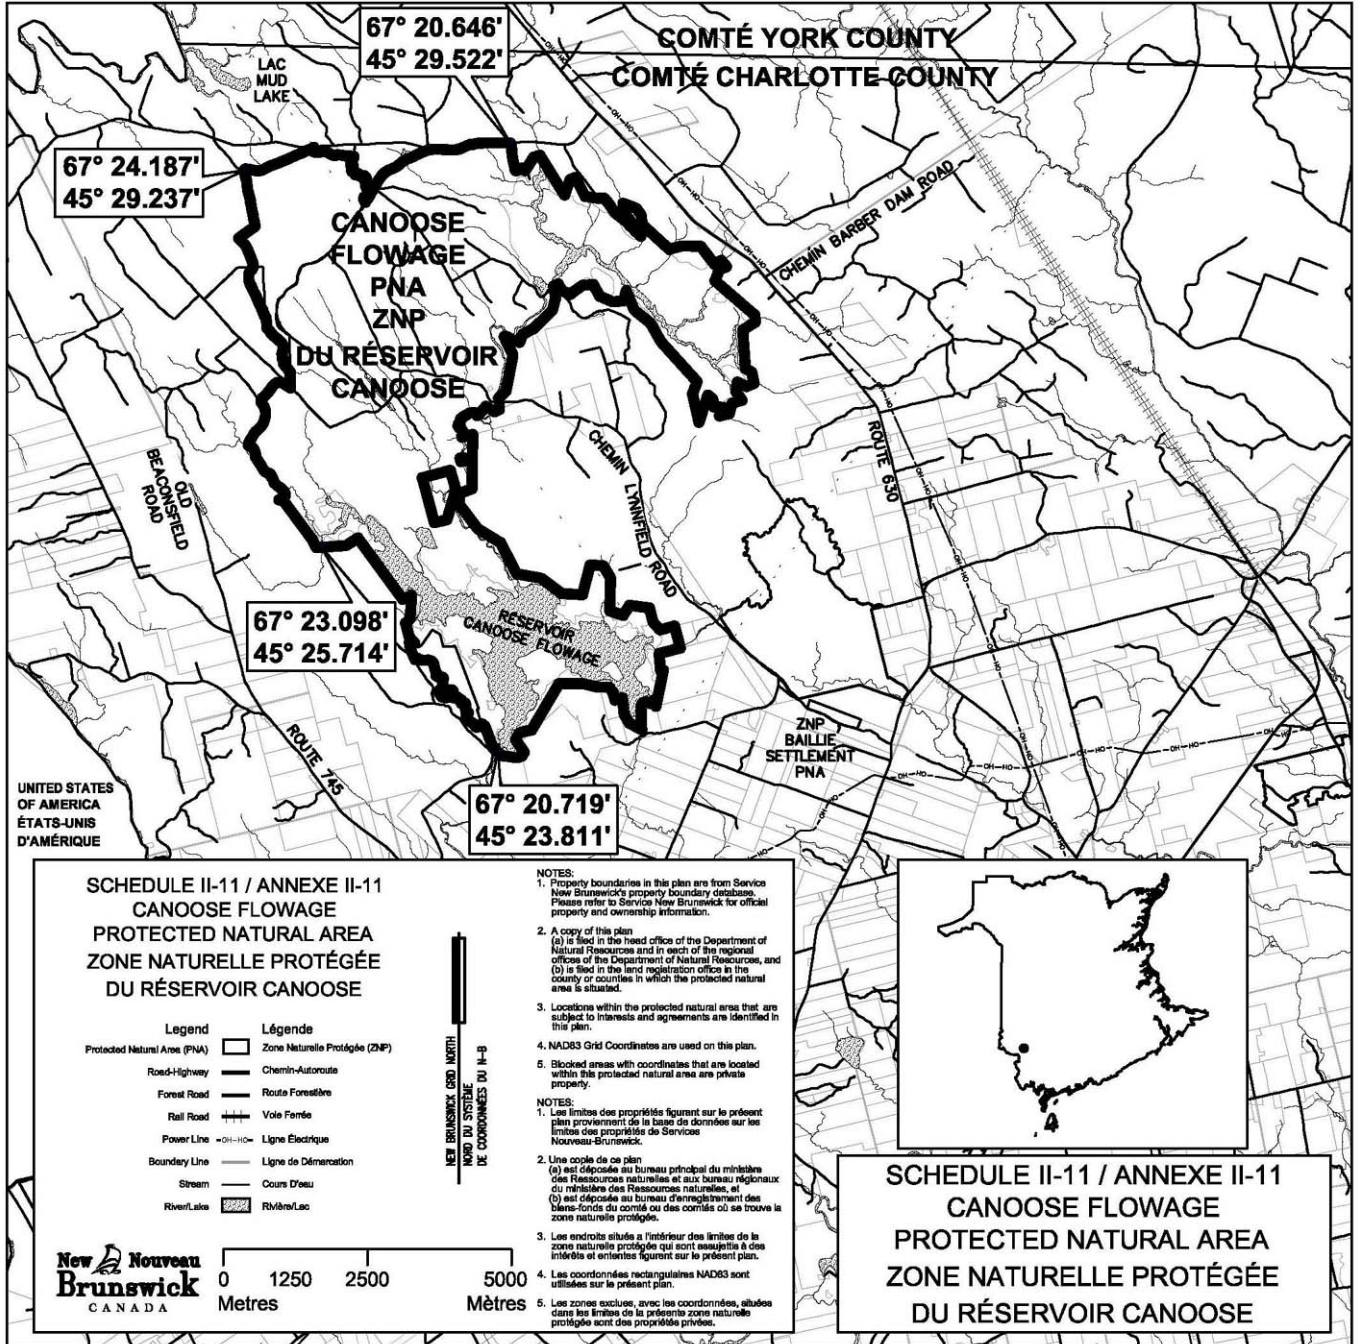 COMTÉ YORK COUNTY
COMTÉ CHARLOTTE COUNTY
67° 20.646'
45° 29.522'
LAC
MUD
LAKE
67° 24.187'
45° 29.237'
CANOOSE
FLOWAGE
PNA
ZNP
DU RÉSERVOIR
CANOOSE
CHEMIN BARBER DAM ROAD
OLD
BEACONSFIELD
ROAD
CHEMIN LYNNFIELD ROAD
ROUTE 630
67° 23.098'
45° 25.714'
RÉSERVOIR
CANOOSE FLOWAGE
ROUTE 745
ZNP
BAILLIE
SETTLEMENT
PNA
UNITED STATES
OF AMERICA
ÉTATS-UNIS
D'AMÉRIQUE
67° 20.719'
45° 23.811'
SCHEDULE II-11 / ANNEXE II-11
CANOOSE FLOWAGE
PROTECTED NATURAL AREA
ZONE NATURELLE PROTÉGÉE
DU RÉSERVOIR CANOOSE
Legend Légende
Protected Natural Area (PNA) Zone Naturelle Protégée (ZNP)
Road-Highway Chemin-Autoroute
Forest Road Route Forestière
Rail Road Voie Ferrée
Power Line -OH-HO- Ligne Électrique
Boundary Line Ligne de Démarcation
Stream Cours D'eau
River/Lake Rivière/Lac
NEW BRUNSWICK GRID NORTH
NORD DU SYSTÈME
DE COORDONNÉES DU N-B
New Nouveau
Brunswick
CANADA
0 1250 2500 5000
Metres Mètres
NOTES:
1. Property boundaries in this plan are from Service
New Brunswick's property boundary database.
Please refer to Service New Brunswick for official
property and ownership information.
2. A copy of this plan
(a) is filed in the head office of the Department of
Natural Resources and in each of the regional
offices of the Department of Natural Resources, and
(b) is filed in the land registration office in the
county or counties in which the protected natural
area is situated.
3. Locations within the protected natural area that are
subject to interests and agreements are identified in
this plan.
4. NAD83 Grid Coordinates are used on this plan.
5. Blocked areas with coordinates that are located
within this protected natural area are private
property.
NOTES:
1. Les limites des propriétés figurant sur le présent
plan proviennent de la base de données sur les
limites des propriétés de Services
Nouveau-Brunswick.
2. Une copie de ce plan
(a) est déposée au bureau principal du ministère
des Ressources naturelles et aux bureau régionaux
du ministère des Ressources naturelles, et
(b) est déposée au bureau d'enregistrement des
biens-fonds du comté ou des comtés où se trouve la
zone naturelle protégée.
3. Les endroits situés a l'intérieur des limites de la
zone naturelle protégée qui sont assujettis à des
intérêts et ententes figurent sur le présent plan.
4. Les coordonnées rectangulaires NAD83 sont
utilisées sur le présent plan.
5. Les zones exclues, avec les coordonnées, situées
dans les limites de la présente zone naturelle
protégée sont des propriétés privées.
SCHEDULE II-11 / ANNEXE II-11
CANOOSE FLOWAGE
PROTECTED NATURAL AREA
ZONE NATURELLE PROTÉGÉE
DU RÉSERVOIR CANOOSE